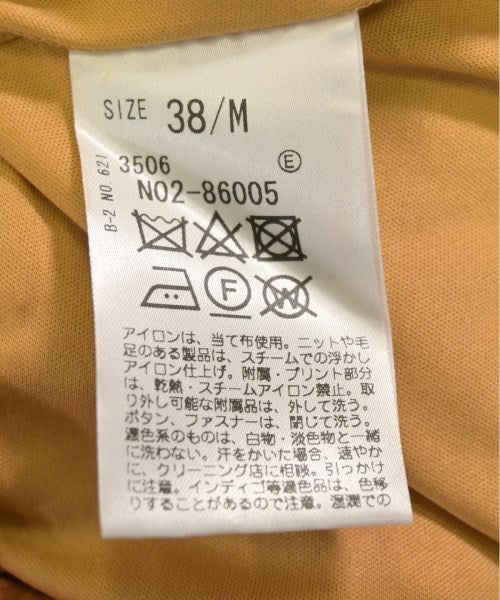 SIZE 38/M
B-2 NO. 621
3506 Ⓔ
N02-86005
F W
アイロンは、当て布使用。ニットや毛
足のある製品は、スチームでの浮かし
アイロン仕上げ。附属・プリント部分
は、乾熱・スチームアイロン禁止。取
り外し可能な附属品は、外して洗う。
ボタン、ファスナーは、閉じて洗う。
濃色系のものは、白物・淡色物と一緒
に洗わない。汗をかいた場合、速やか
に、クリーニング店に相談。引っかけ
に注意。インディゴ等濃色品は、色移
りすることがあるので注意。湿潤での